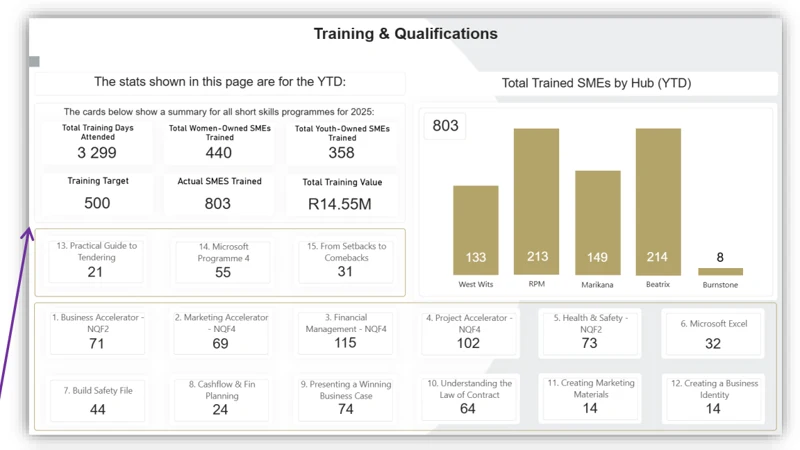 Training & Qualifications
The stats shown in this page are for the YTD:
The cards below show a summary for all short skills programmes for 2025:
Total Training Days
Attended
3 299
Total Women-Owned SMEs
Trained
440
Total Youth-Owned SMEs
Trained
358
Training Target
500
Actual SMES Trained
803
Total Training Value
R14.55M
Total Trained SMEs by Hub (YTD)
803
133
213
149
214
8
West Wits
RPM
Marikana
Beatrix
Burnstone
13. Practical Guide to
Tendering
21
14. Microsoft
Programme 4
55
15. From Setbacks to
Comebacks
31
1. Business Accelerator -
NQF2
71
2. Marketing Accelerator
- NQF4
69
3. Financial
Management - NQF4
115
4. Project Accelerator -
NQF4
102
5. Health & Safety -
NQF2
73
6. Microsoft Excel
32
7. Build Safety File
44
8. Cashflow & Fin
Planning
24
9. Presenting a Winning
Business Case
74
10. Understanding the
Law of Contract
64
11. Creating Marketing
Materials
14
12. Creating a Business
Identity
14